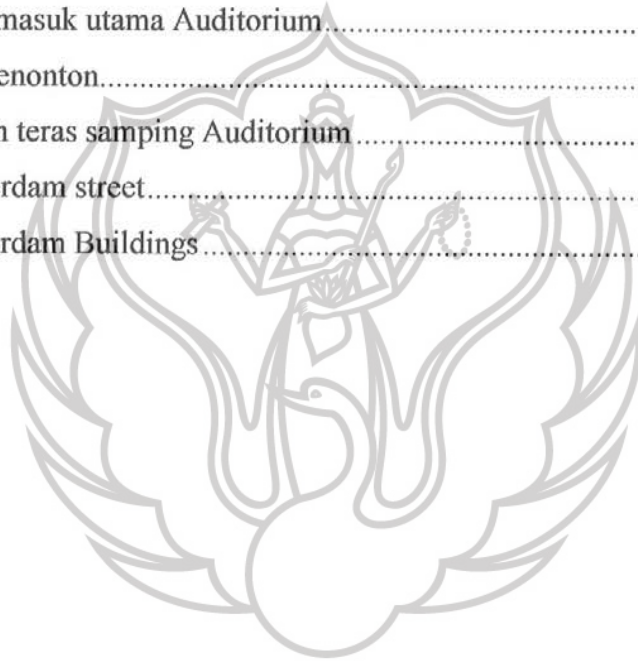 masuk utama Auditorium................................................
enonton...............................................................................
n teras samping Auditorium...........................................
rdam street........................................................................
rdam Buildings.................................................................